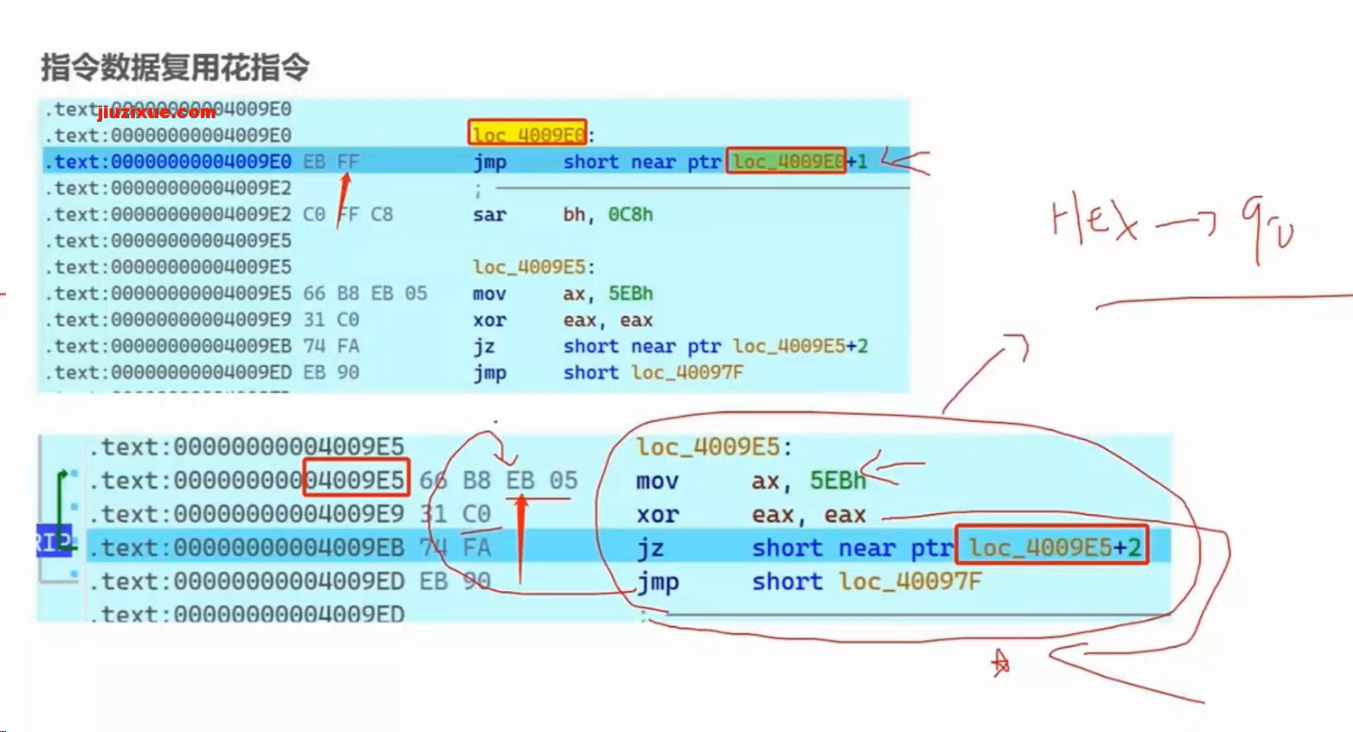 指令数据复用花指令
jiuzixue.com
.text:00000000004009E0
.text:00000000004009E0 loc_4009E0:
.text:00000000004009E0 EB FF jmp short near ptr loc_4009E0+1
.text:00000000004009E2 ;
.text:00000000004009E2 C0 FF C8 sar bh, 0C8h
.text:00000000004009E5
.text:00000000004009E5 loc_4009E5:
.text:00000000004009E5 66 B8 EB 05 mov ax, 5EBh
.text:00000000004009E9 31 C0 xor eax, eax
.text:00000000004009EB 74 FA jz short near ptr loc_4009E5+2
.text:00000000004009ED EB 90 jmp short loc_40097F
Hex → 90
.text:00000000004009E5 loc_4009E5:
.text:00000000004009E5 66 B8 EB 05 mov ax, 5EBh
.text:00000000004009E9 31 C0 xor eax, eax
RIP .text:00000000004009EB 74 FA jz short near ptr loc_4009E5+2
.text:00000000004009ED EB 90 jmp short loc_40097F
.text:00000000004009ED ;